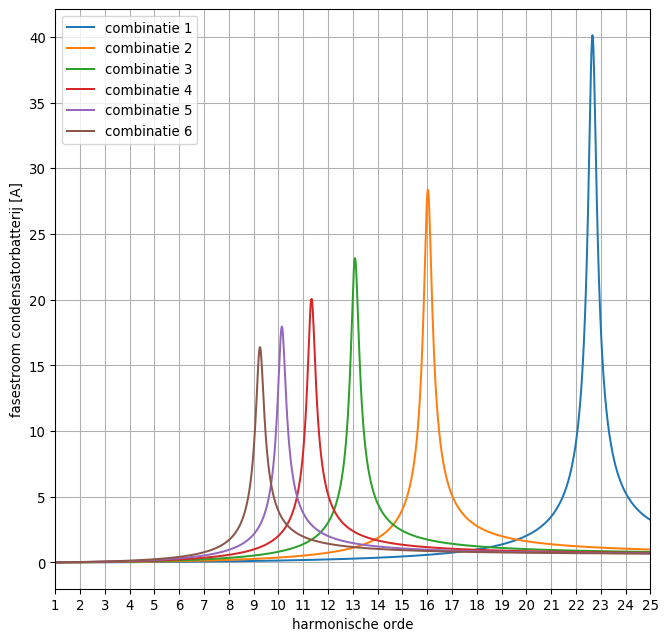 combinatie 1
combinatie 2
combinatie 3
combinatie 4
combinatie 5
combinatie 6
fasestroom condensatorbatterij [A]
40
35
30
25
20
15
10
5
0
1 2 3 4 5 6 7 8 9 10 11 12 13 14 15 16 17 18 19 20 21 22 23 24 25
harmonische orde